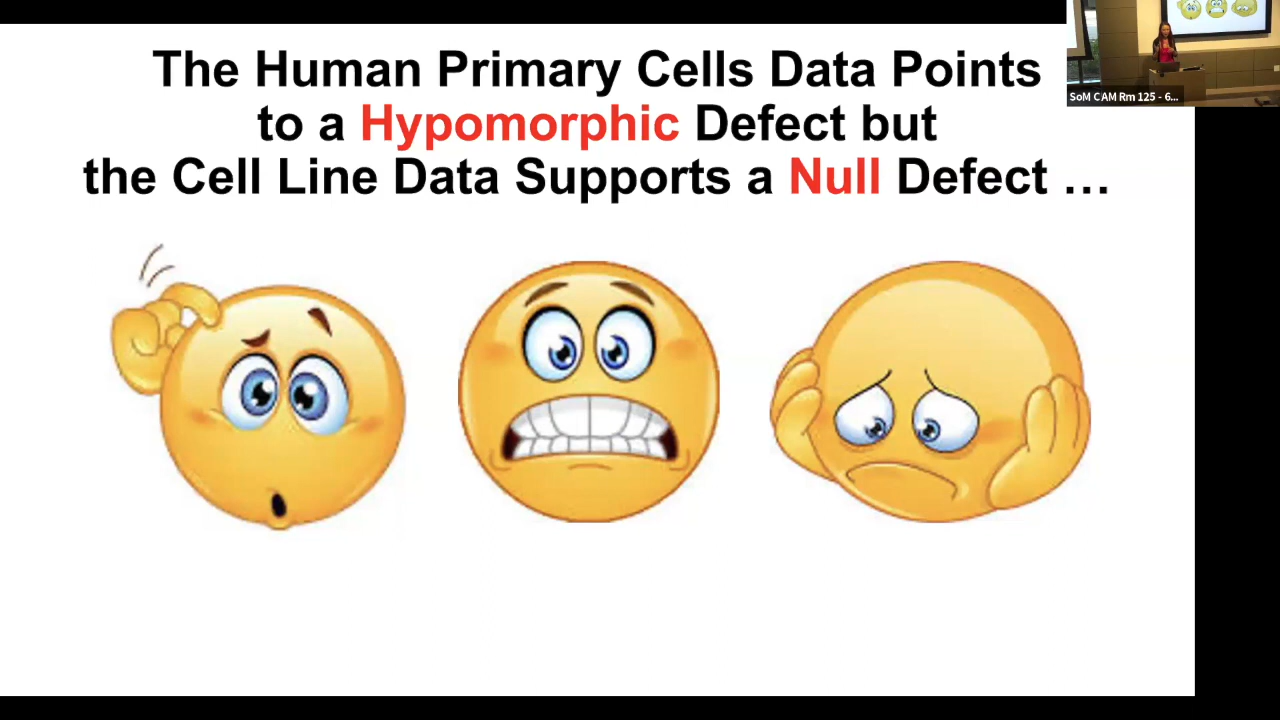 The Human Primary Cells Data Points
to a Hypomorphic Defect but
the Cell Line Data Supports a Null Defect …
SoM CAM Rm 125 - 6...